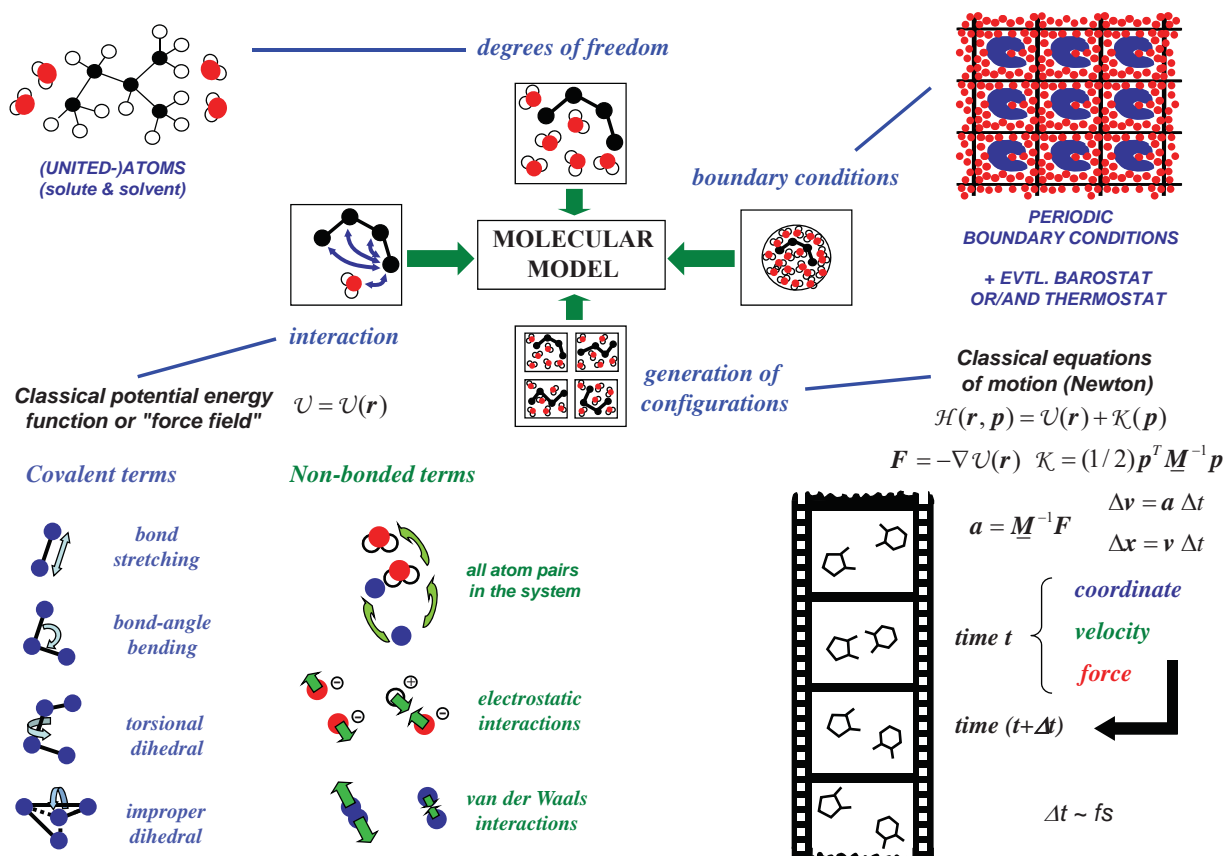 degrees of freedom
(UNITED-)ATOMS
(solute & solvent)
boundary conditions
PERIODIC
BOUNDARY CONDITIONS
+ EVTL. BAROSTAT
OR/AND THERMOSTAT
MOLECULAR
MODEL
interaction
generation of
configurations
Classical potential energy
function or "force field"
𝒰 = 𝒰(r)
Classical equations
of motion (Newton)
ℋ(r, p) = 𝒰(r) + 𝒦(p)
F = −∇𝒰(r) 𝒦 = (1/2) p^T M̲^−1 p
a = M̲^−1 F
Δv = a Δt
Δx = v Δt
Covalent terms
bond
stretching
bond-angle
bending
torsional
dihedral
improper
dihedral
Non-bonded terms
all atom pairs
in the system
− + −
−
electrostatic
interactions
van der Waals
interactions
time t
coordinate
velocity
force
time (t+Δt)
Δt ~ fs